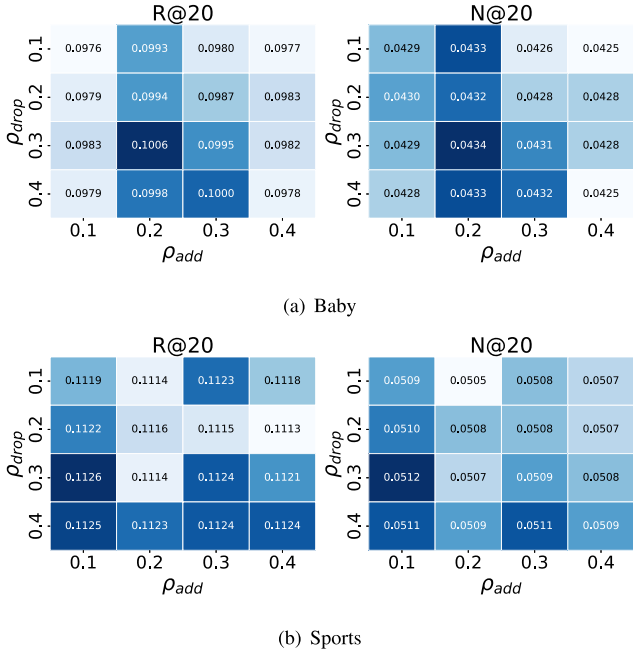 R@20 N@20
0.1 0.0976 0.0993 0.0980 0.0977 0.1 0.0429 0.0433 0.0426 0.0425
0.2 0.0979 0.0994 0.0987 0.0983 0.2 0.0430 0.0432 0.0428 0.0428
ρdrop ρdrop
0.3 0.0983 0.1006 0.0995 0.0982 0.3 0.0429 0.0434 0.0431 0.0428
0.4 0.0979 0.0998 0.1000 0.0978 0.4 0.0428 0.0433 0.0432 0.0425
0.1 0.2 0.3 0.4 0.1 0.2 0.3 0.4
ρadd ρadd
(a) Baby
R@20 N@20
0.1 0.1119 0.1114 0.1123 0.1118 0.1 0.0509 0.0505 0.0508 0.0507
0.2 0.1122 0.1116 0.1115 0.1113 0.2 0.0510 0.0508 0.0508 0.0507
ρdrop ρdrop
0.3 0.1126 0.1114 0.1124 0.1121 0.3 0.0512 0.0507 0.0509 0.0508
0.4 0.1125 0.1123 0.1124 0.1124 0.4 0.0511 0.0509 0.0511 0.0509
0.1 0.2 0.3 0.4 0.1 0.2 0.3 0.4
ρadd ρadd
(b) Sports